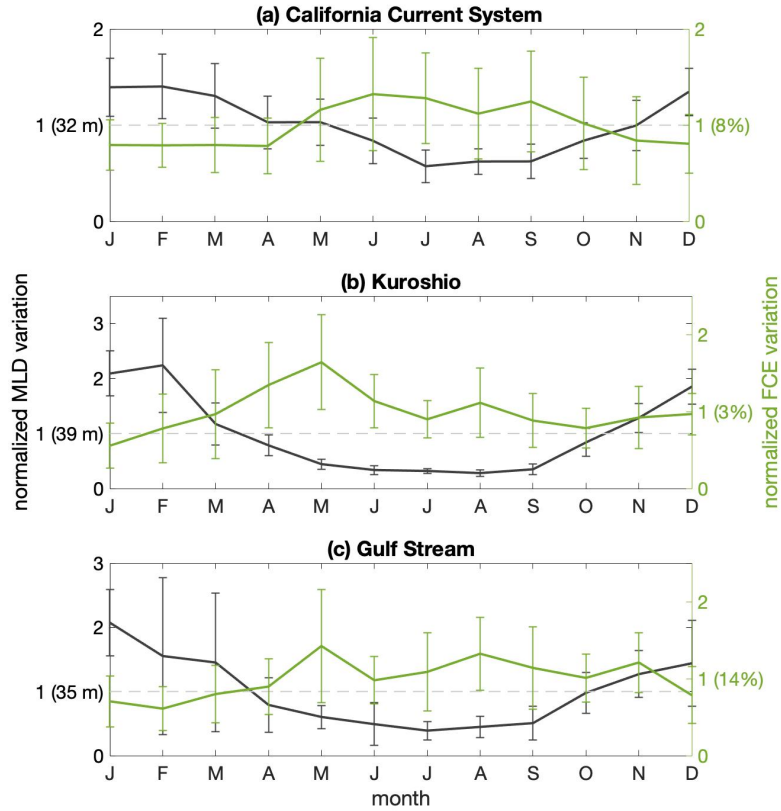 (a) California Current System
2
1 (32 m)
0
2
1 (8%)
0
J F M A M J J A S O N D
(b) Kuroshio
3
2
1 (39 m)
0
2
1 (3%)
0
J F M A M J J A S O N D
(c) Gulf Stream
3
2
1 (35 m)
0
2
1 (14%)
0
J F M A M J J A S O N D
month
normalized MLD variation
normalized FCE variation